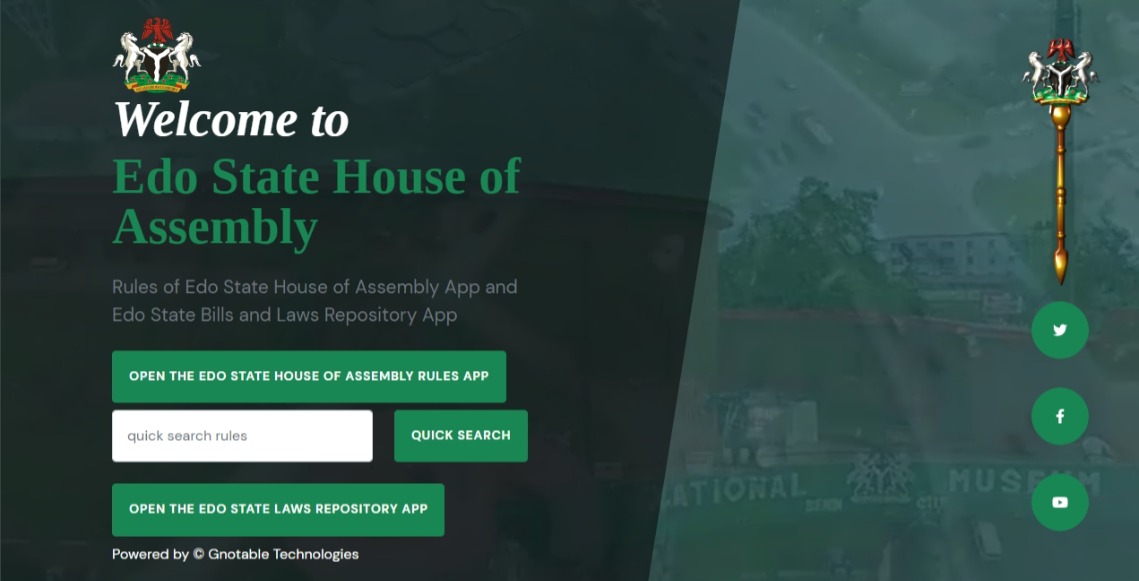 Welcome to
Edo State House of
Assembly
Rules of Edo State House of Assembly App and
Edo State Bills and Laws Repository App
OPEN THE EDO STATE HOUSE OF ASSEMBLY RULES APP
quick search rules
QUICK SEARCH
OPEN THE EDO STATE LAWS REPOSITORY APP
Powered by © Gnotable Technologies
MUSEUM